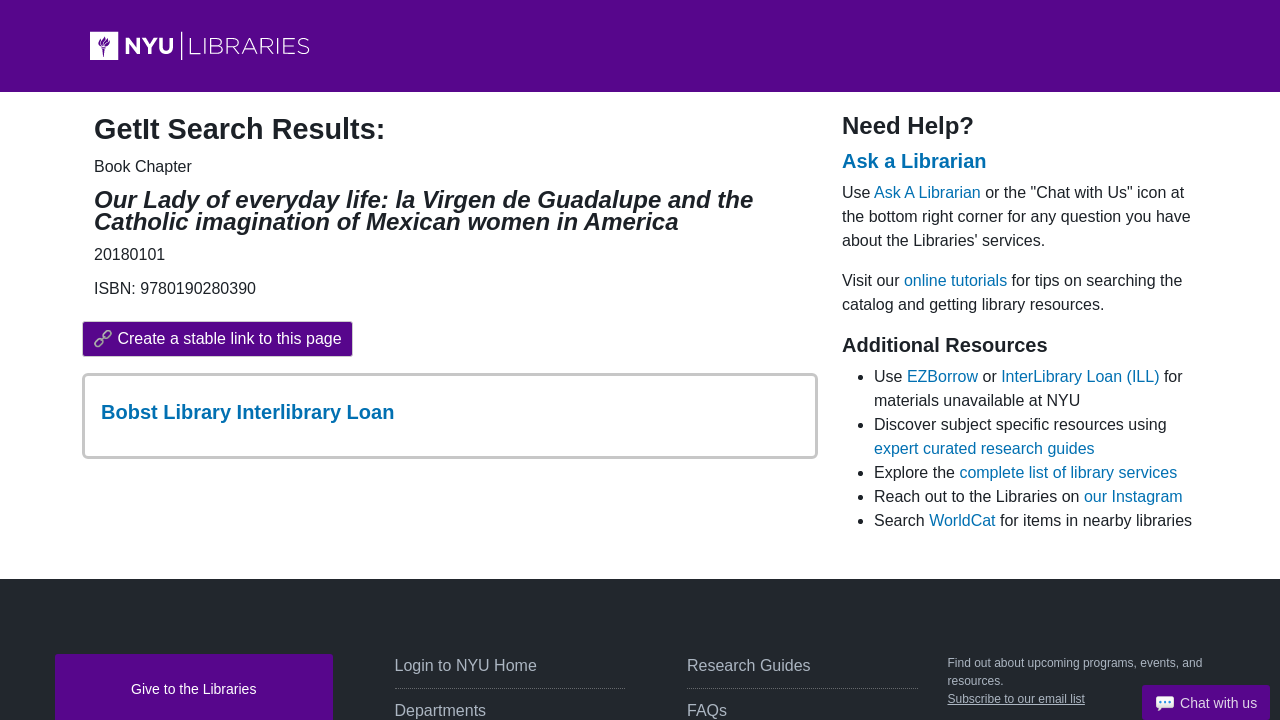 NYU LIBRARIES
GetIt Search Results:
Book Chapter
Our Lady of everyday life: la Virgen de Guadalupe and the
Catholic imagination of Mexican women in America
20180101
ISBN: 9780190280390
Create a stable link to this page
Bobst Library Interlibrary Loan
Need Help?
Ask a Librarian
Use Ask A Librarian or the "Chat with Us" icon at
the bottom right corner for any question you have
about the Libraries' services.
Visit our online tutorials for tips on searching the
catalog and getting library resources.
Additional Resources
Use EZBorrow or InterLibrary Loan (ILL) for
materials unavailable at NYU
Discover subject specific resources using
expert curated research guides
Explore the complete list of library services
Reach out to the Libraries on our Instagram
Search WorldCat for items in nearby libraries
Give to the Libraries
Login to NYU Home
Departments
Research Guides
FAQs
Find out about upcoming programs, events, and
resources.
Subscribe to our email list
Chat with us